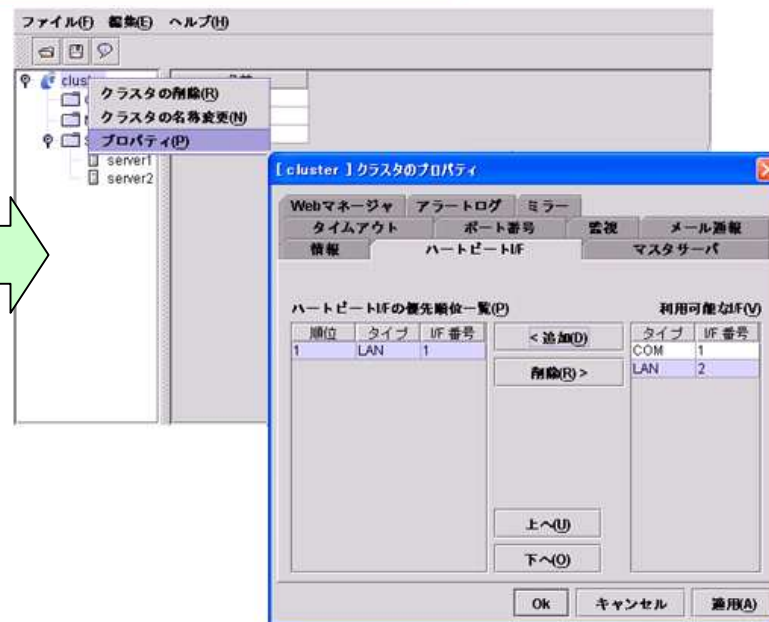 ファイル(F) 編集(E) ヘルプ(H)
cluster
クラスタの削除(R)
クラスタの名称変更(N)
プロパティ(P)
server1
server2
[ cluster ] クラスタのプロパティ
Webマネージャ アラートログ ミラー
タイムアウト ポート番号 監視 メール通報
情報 ハートビートI/F マスタサーバ
ハートビートI/Fの優先順位一覧(P) 利用可能なI/F(V)
順位 タイプ I/F 番号 < 追加(D) タイプ I/F 番号
1 LAN 1 COM 1
削除(R) > LAN 2
上へ(U)
下へ(O)
Ok キャンセル 適用(A)